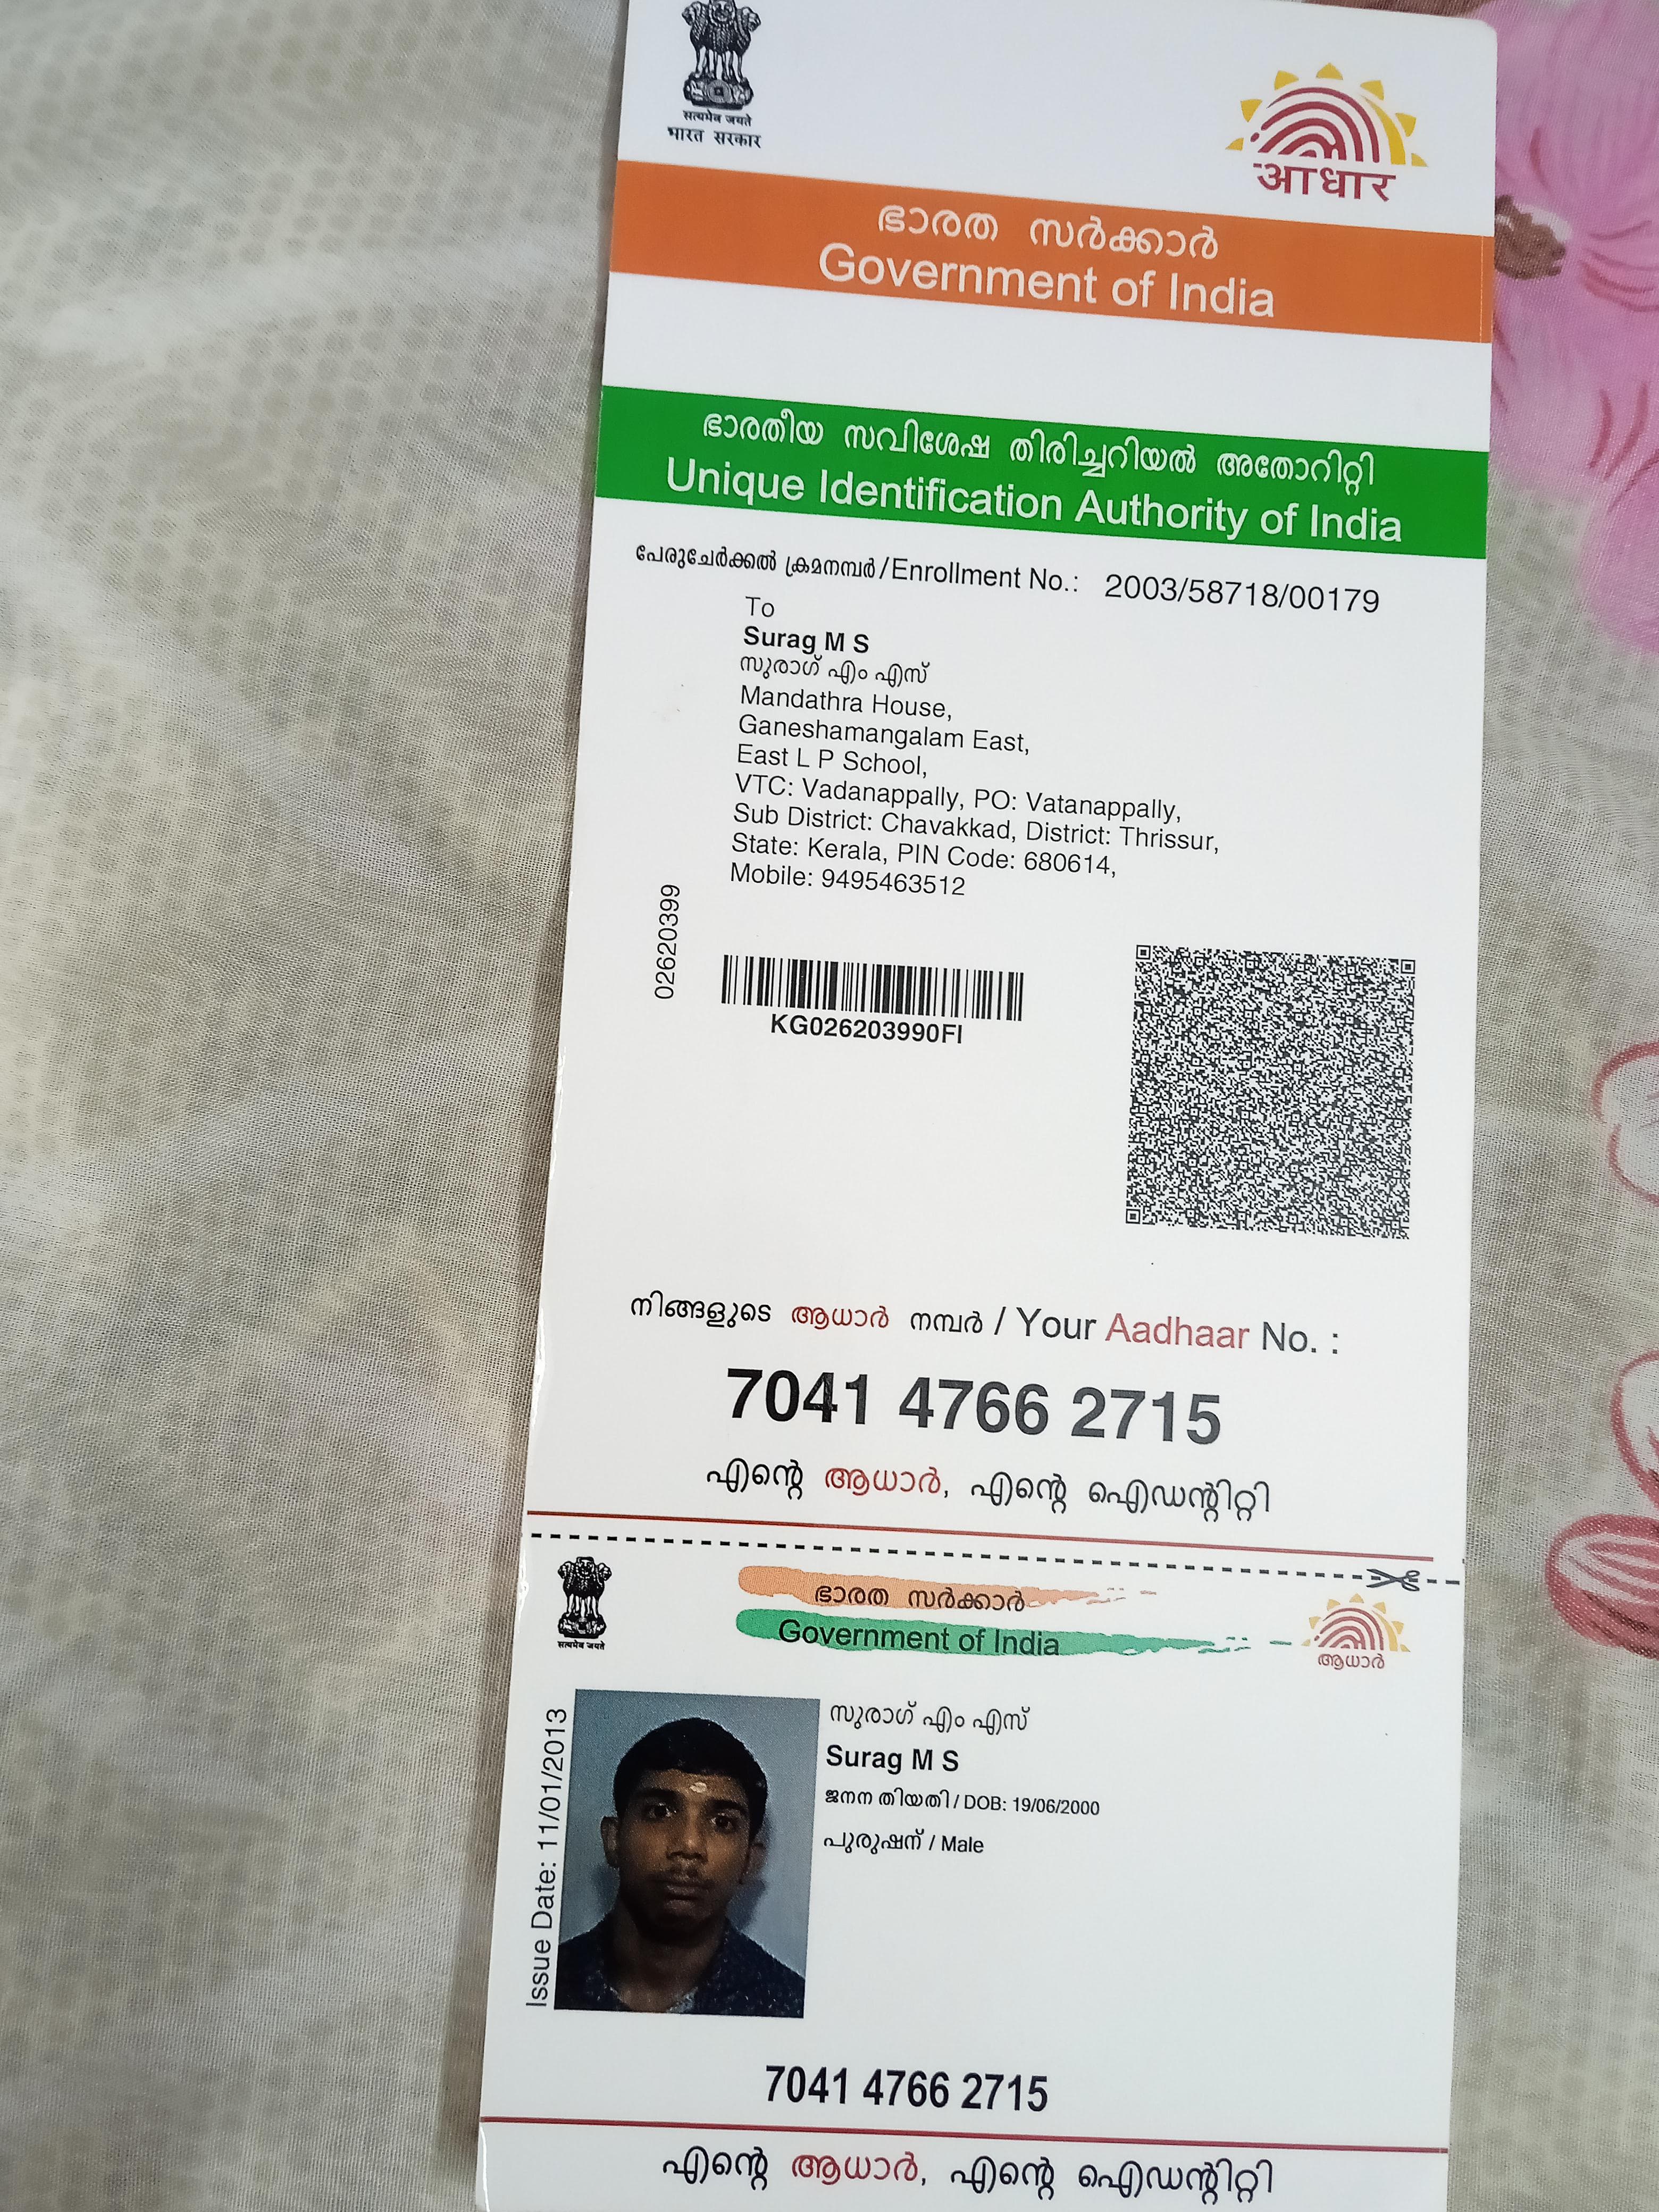 सत्यमेव जयते
भारत सरकार
आधार
ഭാരത സർക്കാർ
Government of India
ഭാരതീയ സവിശേഷ തിരിച്ചറിയൽ അതോറിറ്റി
Unique Identification Authority of India
പേരുചേർക്കൽ ക്രമനമ്പർ/Enrollment No.: 2003/58718/00179
To
Surag M S
സുരാഗ് എം എസ്
Mandathra House,
Ganeshamangalam East,
East L P School,
VTC: Vadanappally, PO: Vatanappally,
Sub District: Chavakkad, District: Thrissur,
State: Kerala, PIN Code: 680614,
Mobile: 9495463512
02620399
KG026203990FI
നിങ്ങളുടെ ആധാർ നമ്പർ / Your Aadhaar No. :
7041 4766 2715
എന്റെ ആധാർ, എന്റെ ഐഡന്റിറ്റി
सत्यमेव जयते
ഭാരത സർക്കാർ
Government of India
ആധാർ
Issue Date: 11/01/2013
സുരാഗ് എം എസ്
Surag M S
ജനന തിയതി / DOB: 19/06/2000
പുരുഷന് / Male
7041 4766 2715
എന്റെ ആധാർ, എന്റെ ഐഡന്റിറ്റി